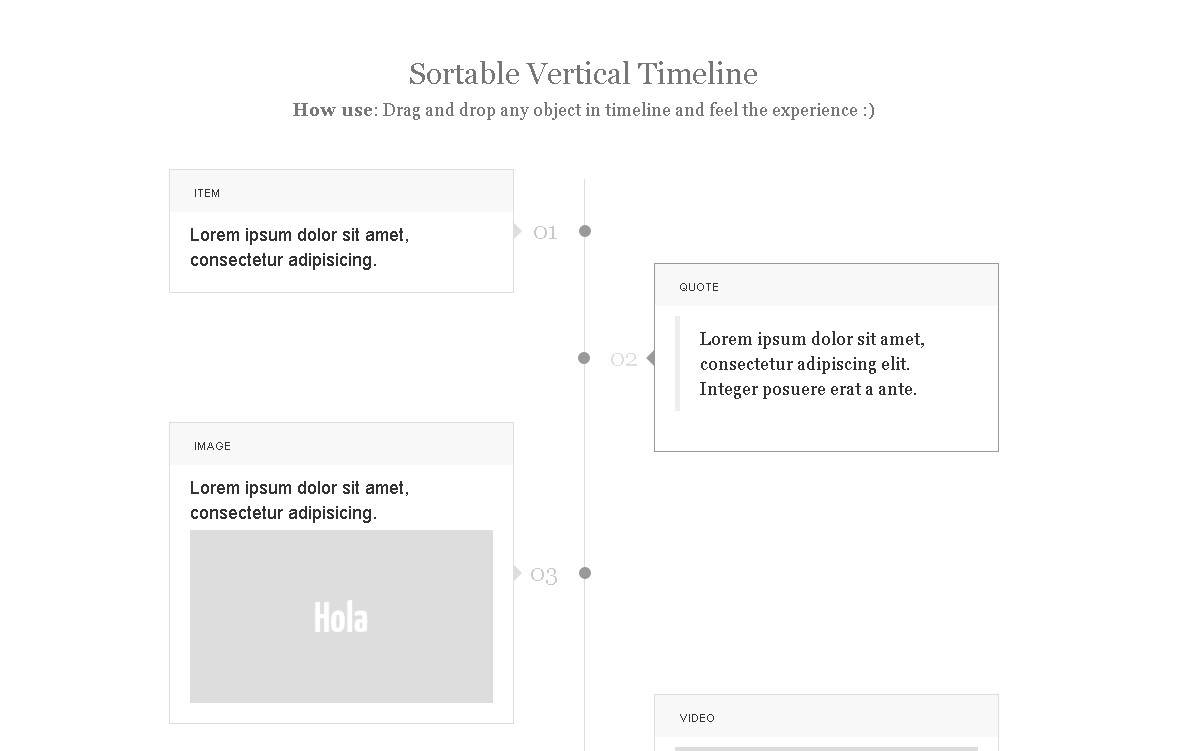 Sortable Vertical Timeline
How use: Drag and drop any object in timeline and feel the experience :)
ITEM
Lorem ipsum dolor sit amet,
consectetur adipisicing.
01
QUOTE
Lorem ipsum dolor sit amet,
consectetur adipiscing elit.
Integer posuere erat a ante.
02
IMAGE
Lorem ipsum dolor sit amet,
consectetur adipisicing.
Hola
03
VIDEO